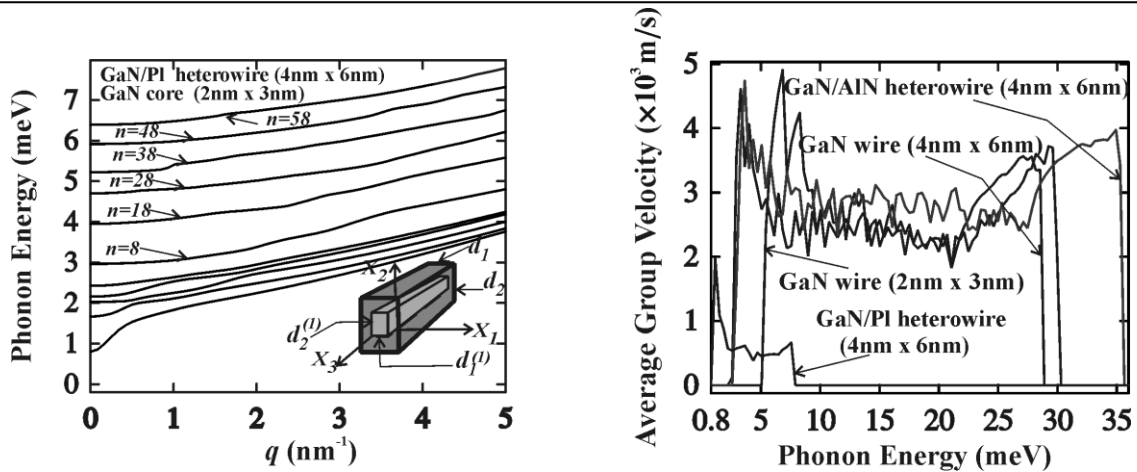 GaN/Pl heterowire (4nm x 6nm)
GaN core (2nm x 3nm)
n=58
n=48
n=38
n=28
n=18
n=8
7
6
5
4
3
2
1
0
Phonon Energy (meV)
X2
d1
d2
d2(1)
X1
X3
d1(1)
0 1 2 3 4 5
q (nm-1)
Average Group Velocity (×10³ m/s)
5
4
3
2
1
0
GaN/AlN heterowire (4nm x 6nm)
GaN wire (4nm x 6nm)
GaN wire (2nm x 3nm)
GaN/Pl heterowire
(4nm x 6nm)
0.8 5 10 15 20 25 30 35
Phonon Energy (meV)